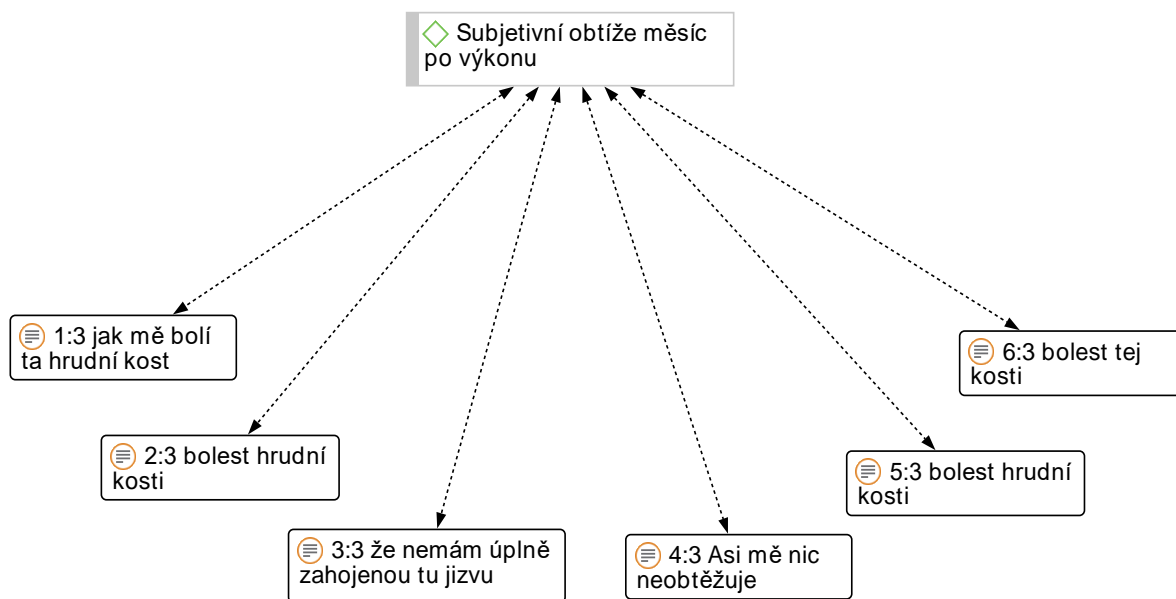 Subjetivní obtíže měsíc
po výkonu
1:3 jak mě bolí
ta hrudní kost
6:3 bolest tej
kosti
2:3 bolest hrudní
kosti
5:3 bolest hrudní
kosti
3:3 že nemám úplně
zahojenou tu jizvu
4:3 Asi mě nic
neobtěžuje